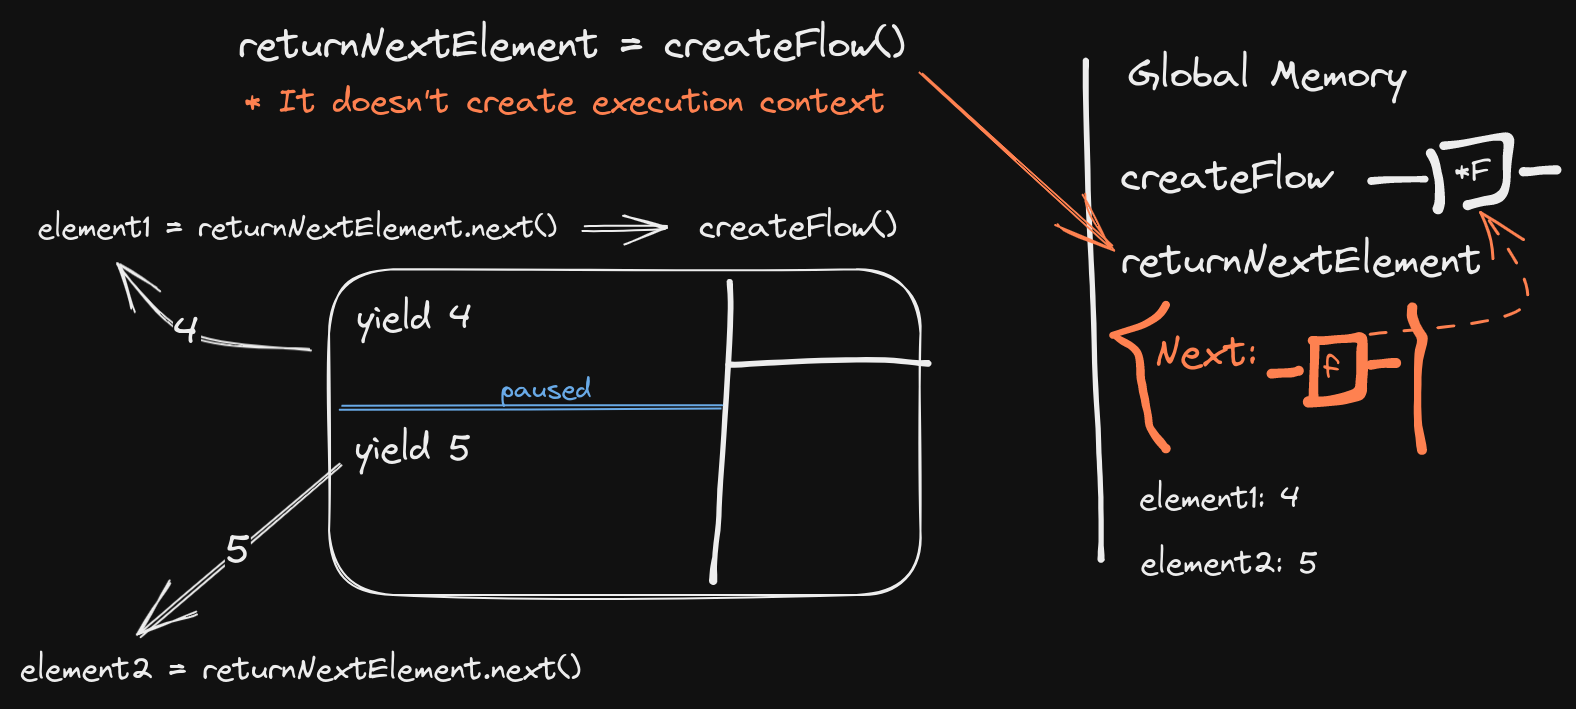 returnNextElement = createFlow()
* It doesn't create execution context
element1 = returnNextElement.next()
createFlow()
4
yield 4
paused
yield 5
5
element2 = returnNextElement.next()
Global Memory
createFlow
*F
returnNextElement
Next:
F
element1: 4
element2: 5